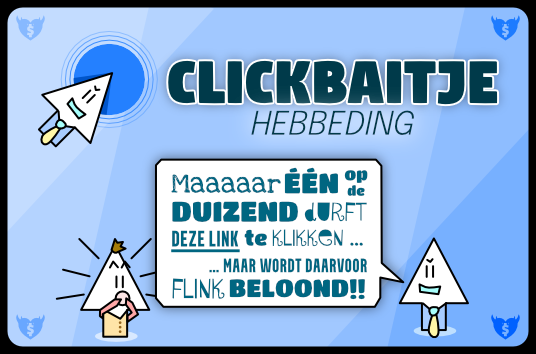 CLICKBAITJE
HEBBEDING
Maaaaar ÉÉN op de
DUIZEND dURFT
DEZE LINK te KLIKKEN ...
... MAAR WORDT DAARVOOR
FLINK BELOOND!!
$
$
$
$